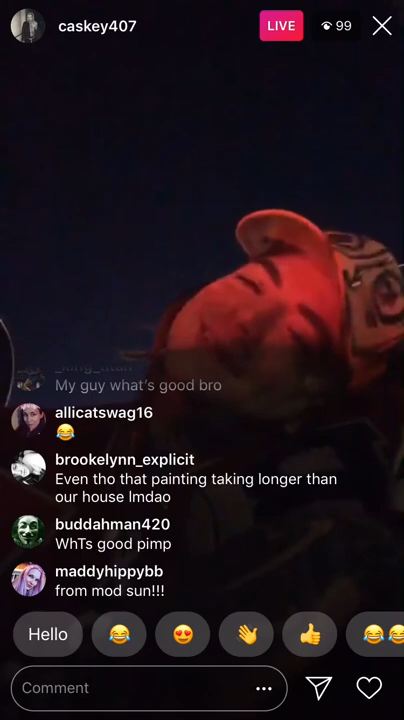 caskey407
LIVE
99
My guy what's good bro
allicatswag16
😂
brookelynn_explicit
Even tho that painting taking longer than
our house lmdao
buddahman420
WhTs good pimp
maddyhippybb
from mod sun!!!
Hello 😂 😍 👋 👍 😂😂
Comment